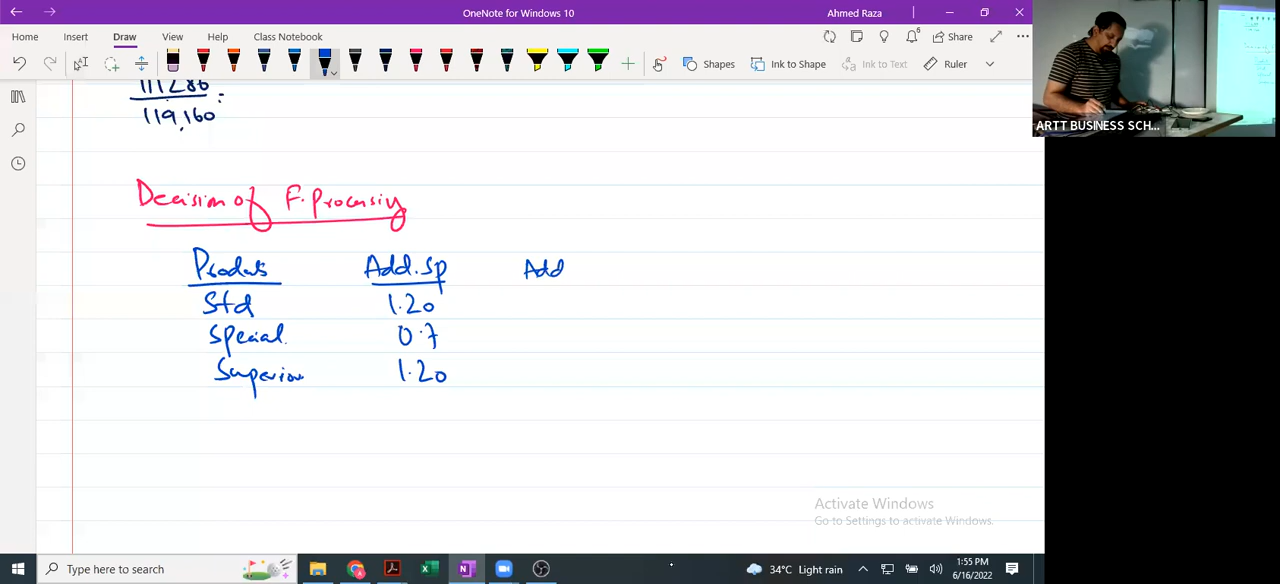 OneNote for Windows 10
Ahmed Raza
Home Insert Draw View Help Class Notebook
Share
Shapes Ink to Shape Ink to Text Ruler
111286
119,160
ARTT BUSINESS SCH...
Decision of F. Processing
Products Add. Sp Add
Std 1.20
Special. 0.7
Superior 1.20
Activate Windows
Go to Settings to activate Windows.
Type here to search
34°C Light rain
1:55 PM
6/16/2022